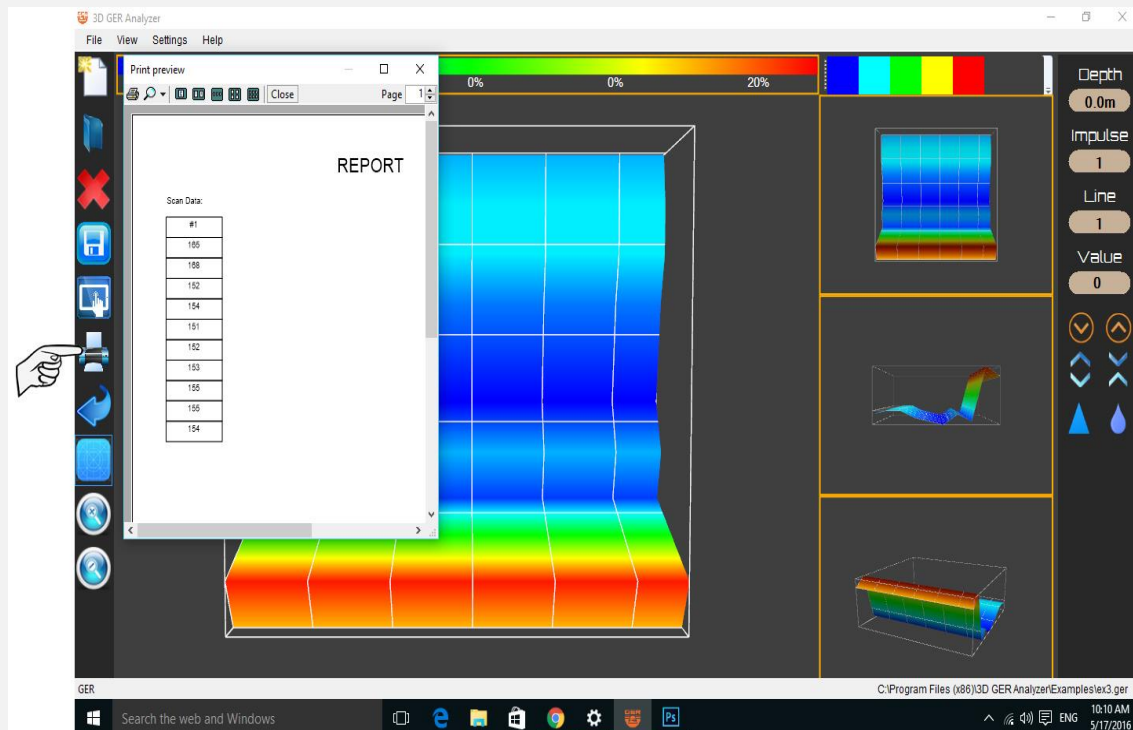 3D GER Analyzer
File View Settings Help
Print preview
Close
Page 1
0% 0% 20%
REPORT
Scan Data:
#1
165
168
152
154
151
152
153
155
155
154
Depth
0.0m
Impulse
1
Line
1
Value
0
GER
C:\Program Files (x86)\3D GER Analyzer\Examples\ex3.ger
Search the web and Windows
Ps
ENG
10:10 AM
5/17/2016